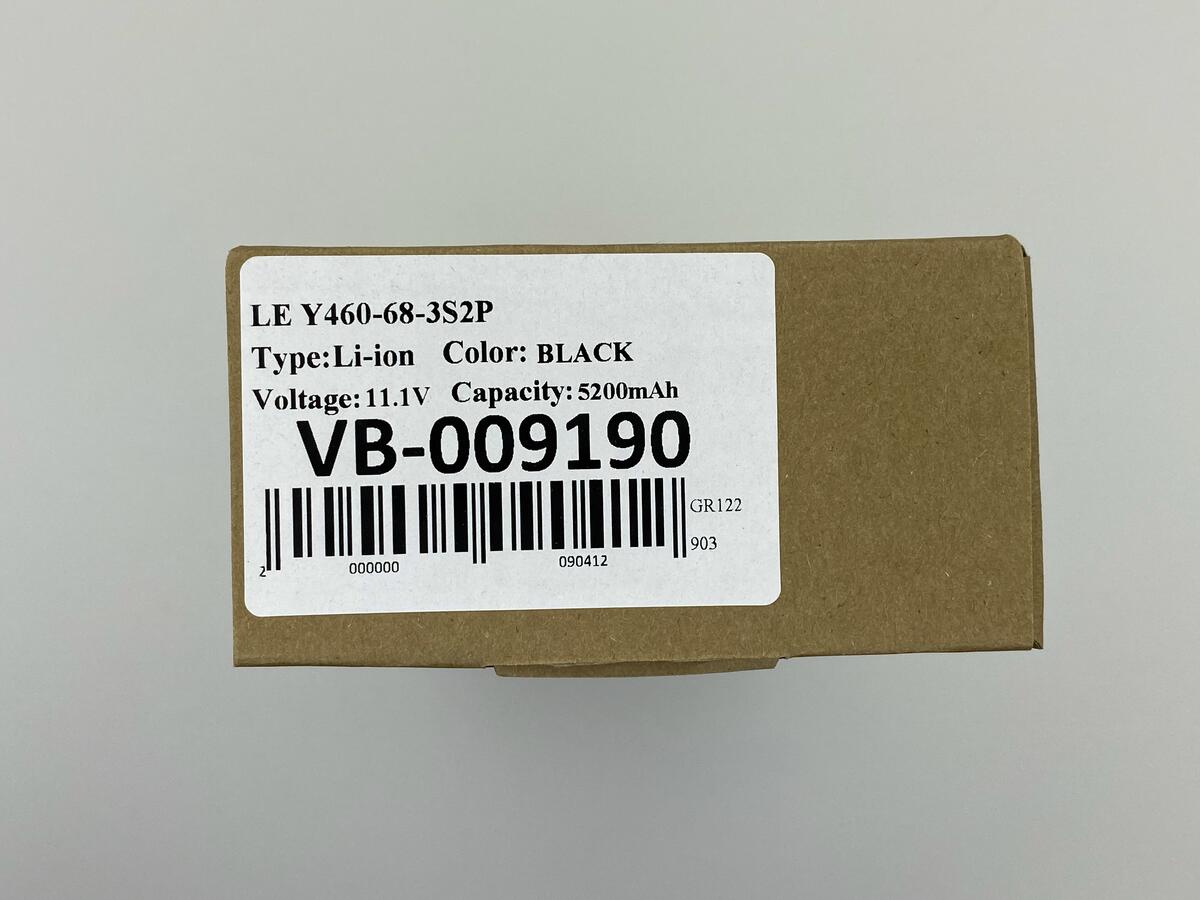 LE Y460-68-3S2P
Type:Li-ion Color: BLACK
Voltage:11.1V Capacity:5200mAh
VB-009190
GR122
903
2 000000 090412